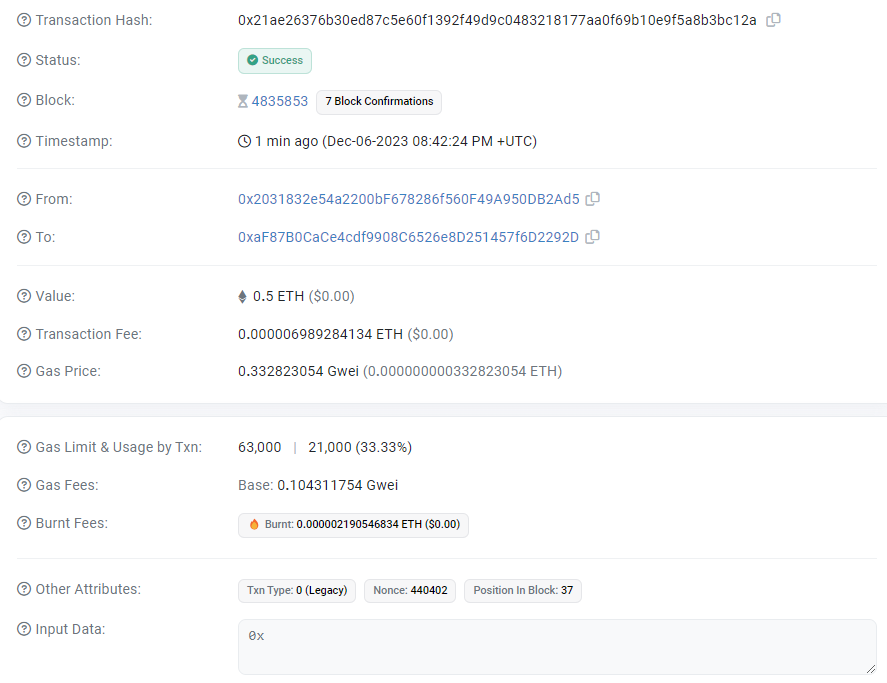 Transaction Hash: 0x21ae26376b30ed87c5e60f1392f49d9c0483218177aa0f69b10e9f5a8b3bc12a
Status: Success
Block: 4835853 7 Block Confirmations
Timestamp: 1 min ago (Dec-06-2023 08:42:24 PM +UTC)
From: 0x2031832e54a2200bF678286f560F49A950DB2Ad5
To: 0xaF87B0CaCe4cdf9908C6526e8D251457f6D2292D
Value: 0.5 ETH ($0.00)
Transaction Fee: 0.000006989284134 ETH ($0.00)
Gas Price: 0.332823054 Gwei (0.000000000332823054 ETH)
Gas Limit & Usage by Txn: 63,000 | 21,000 (33.33%)
Gas Fees: Base: 0.104311754 Gwei
Burnt Fees: Burnt: 0.000002190546834 ETH ($0.00)
Other Attributes: Txn Type: 0 (Legacy) Nonce: 440402 Position In Block: 37
Input Data: 0x